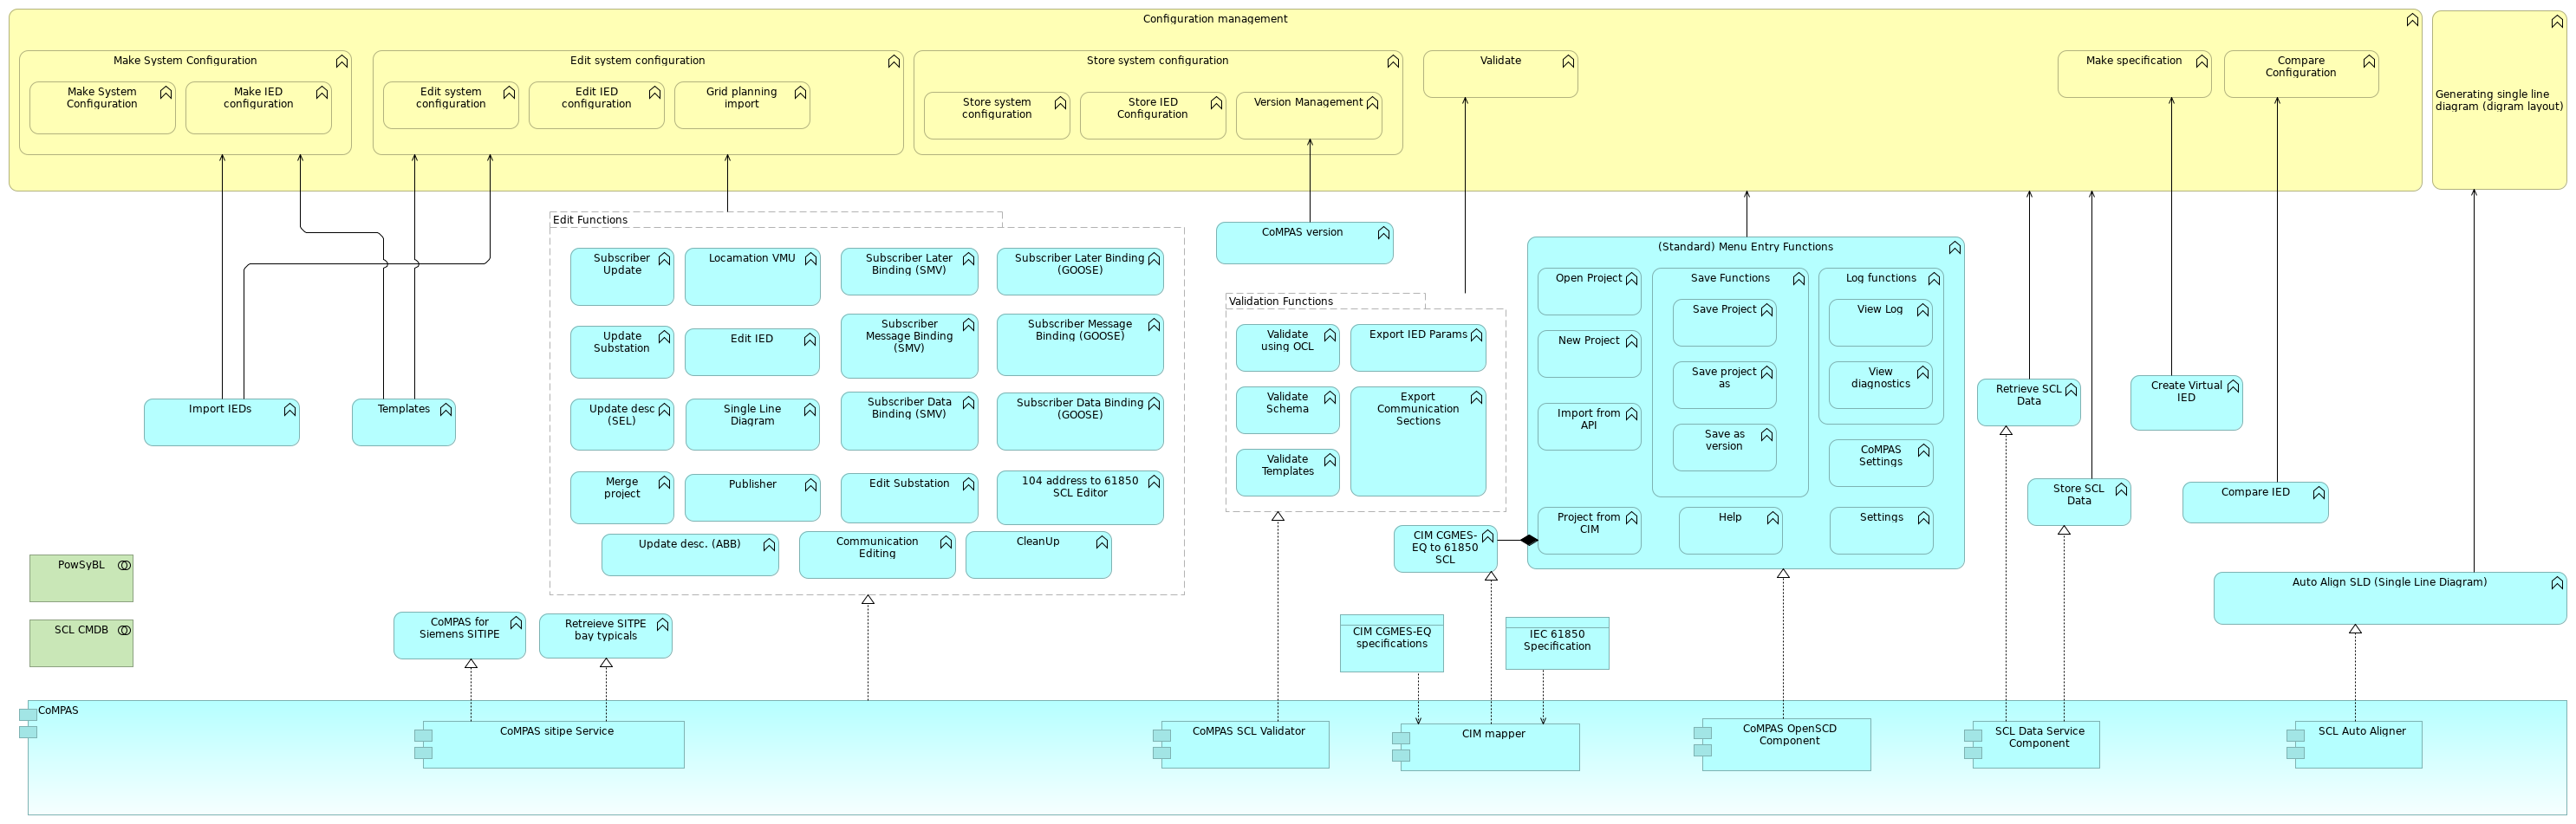 Configuration management
Make System Configuration
Make System
Configuration
Make IED
configuration
Edit system configuration
Edit system
configuration
Edit IED
configuration
Grid planning
import
Store system configuration
Store system
configuration
Store IED
Configuration
Version Management
Validate
Make specification
Compare
Configuration
Generating single line
diagram (digram layout)
Edit Functions
Subscriber
Update
Locamation VMU
Subscriber Later
Binding (SMV)
Subscriber Later Binding
(GOOSE)
Update
Substation
Edit IED
Subscriber
Message Binding
(SMV)
Subscriber Message
Binding (GOOSE)
Update desc
(SEL)
Single Line
Diagram
Subscriber Data
Binding (SMV)
Subscriber Data Binding
(GOOSE)
Merge
project
Publisher
Edit Substation
104 address to 61850
SCL Editor
Update desc. (ABB)
Communication
Editing
CleanUp
Import IEDs
Templates
CoMPAS version
Validation Functions
Validate
using OCL
Export IED Params
Validate
Schema
Export
Communication
Sections
Validate
Templates
(Standard) Menu Entry Functions
Open Project
New Project
Import from
API
Project from
CIM
Save Functions
Save Project
Save project
as
Save as
version
Help
Log functions
View Log
View
diagnostics
CoMPAS
Settings
Settings
CIM CGMES-
EQ to 61850
SCL
Retrieve SCL
Data
Store SCL
Data
Create Virtual
IED
Compare IED
Auto Align SLD (Single Line Diagram)
PowSyBL
SCL CMDB
CoMPAS for
Siemens SITIPE
Retreieve SITPE
bay typicals
CIM CGMES-EQ
specifications
IEC 61850
Specification
CoMPAS
CoMPAS sitipe Service
CoMPAS SCL Validator
CIM mapper
CoMPAS OpenSCD
Component
SCL Data Service
Component
SCL Auto Aligner